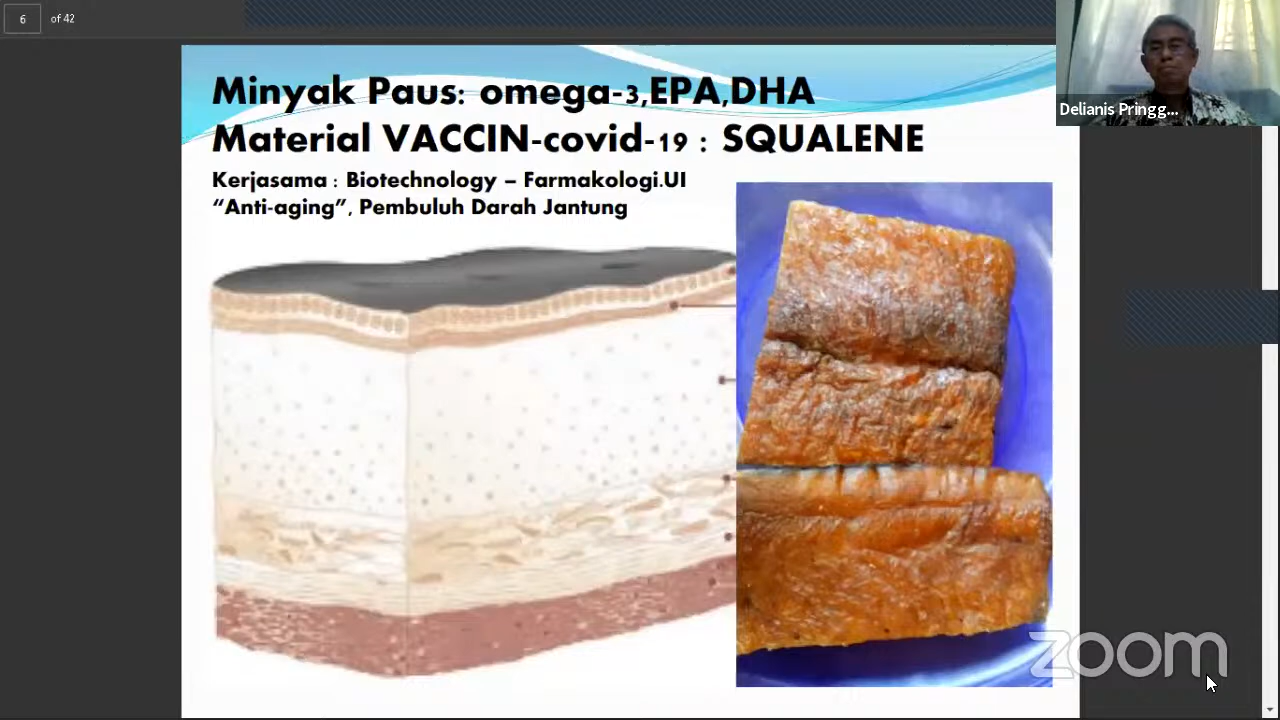 6 of 42
Minyak Paus: omega-3,EPA,DHA
Material VACCIN-covid-19 : SQUALENE
Kerjasama : Biotechnology – Farmakologi.UI
“Anti-aging”, Pembuluh Darah Jantung
Delianis Pringg...
zoom